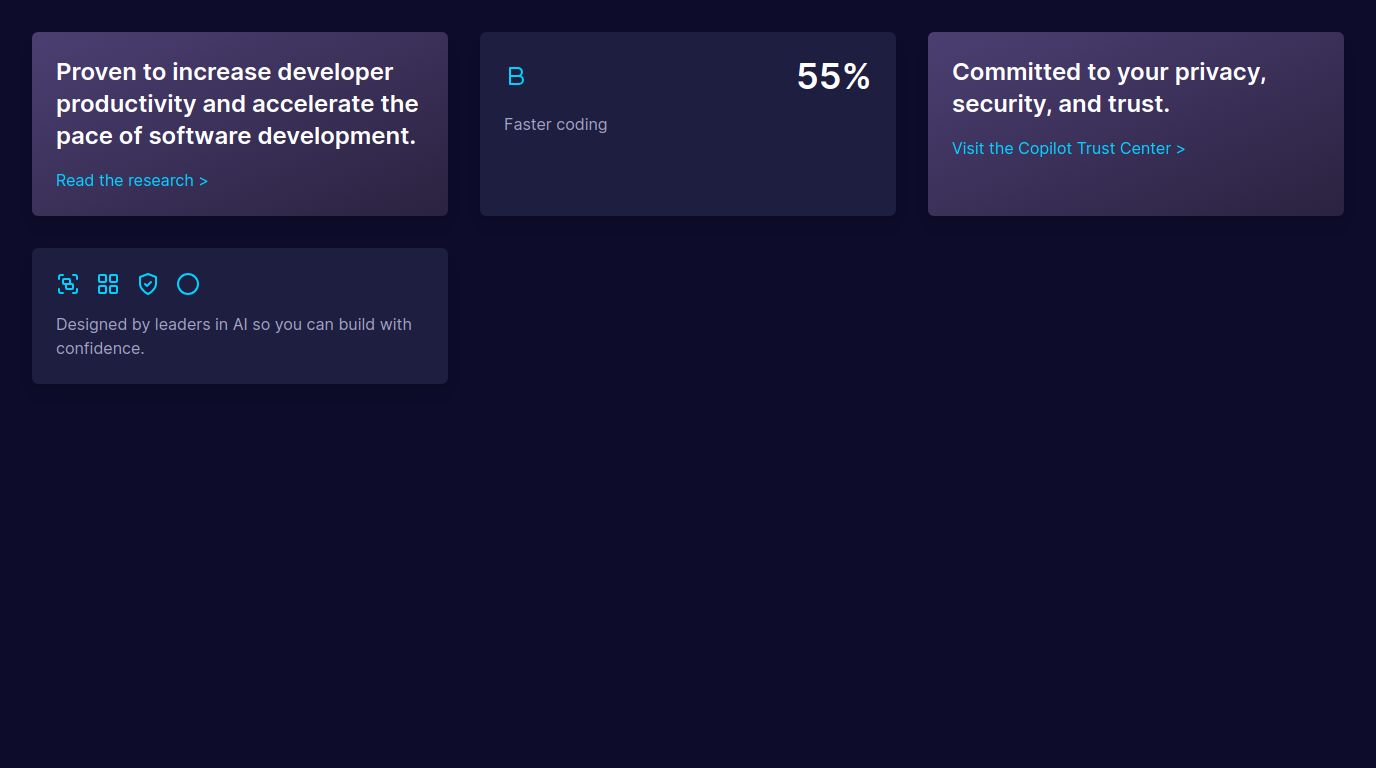 Proven to increase developer
productivity and accelerate the
pace of software development.
Read the research >
55%
Faster coding
Committed to your privacy,
security, and trust.
Visit the Copilot Trust Center >
Designed by leaders in AI so you can build with
confidence.